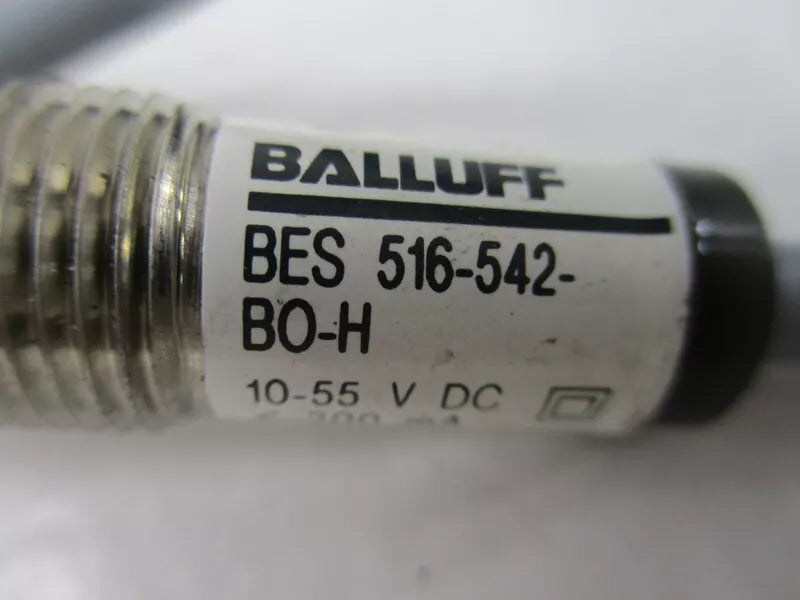 BALLUFF
BES 516-542-
BO-H
10-55 V DC